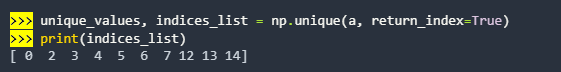 >>> unique_values, indices_list = np.unique(a, return_index=True)
>>> print(indices_list)
[ 0  2  3  4  5  6  7 12 13 14]